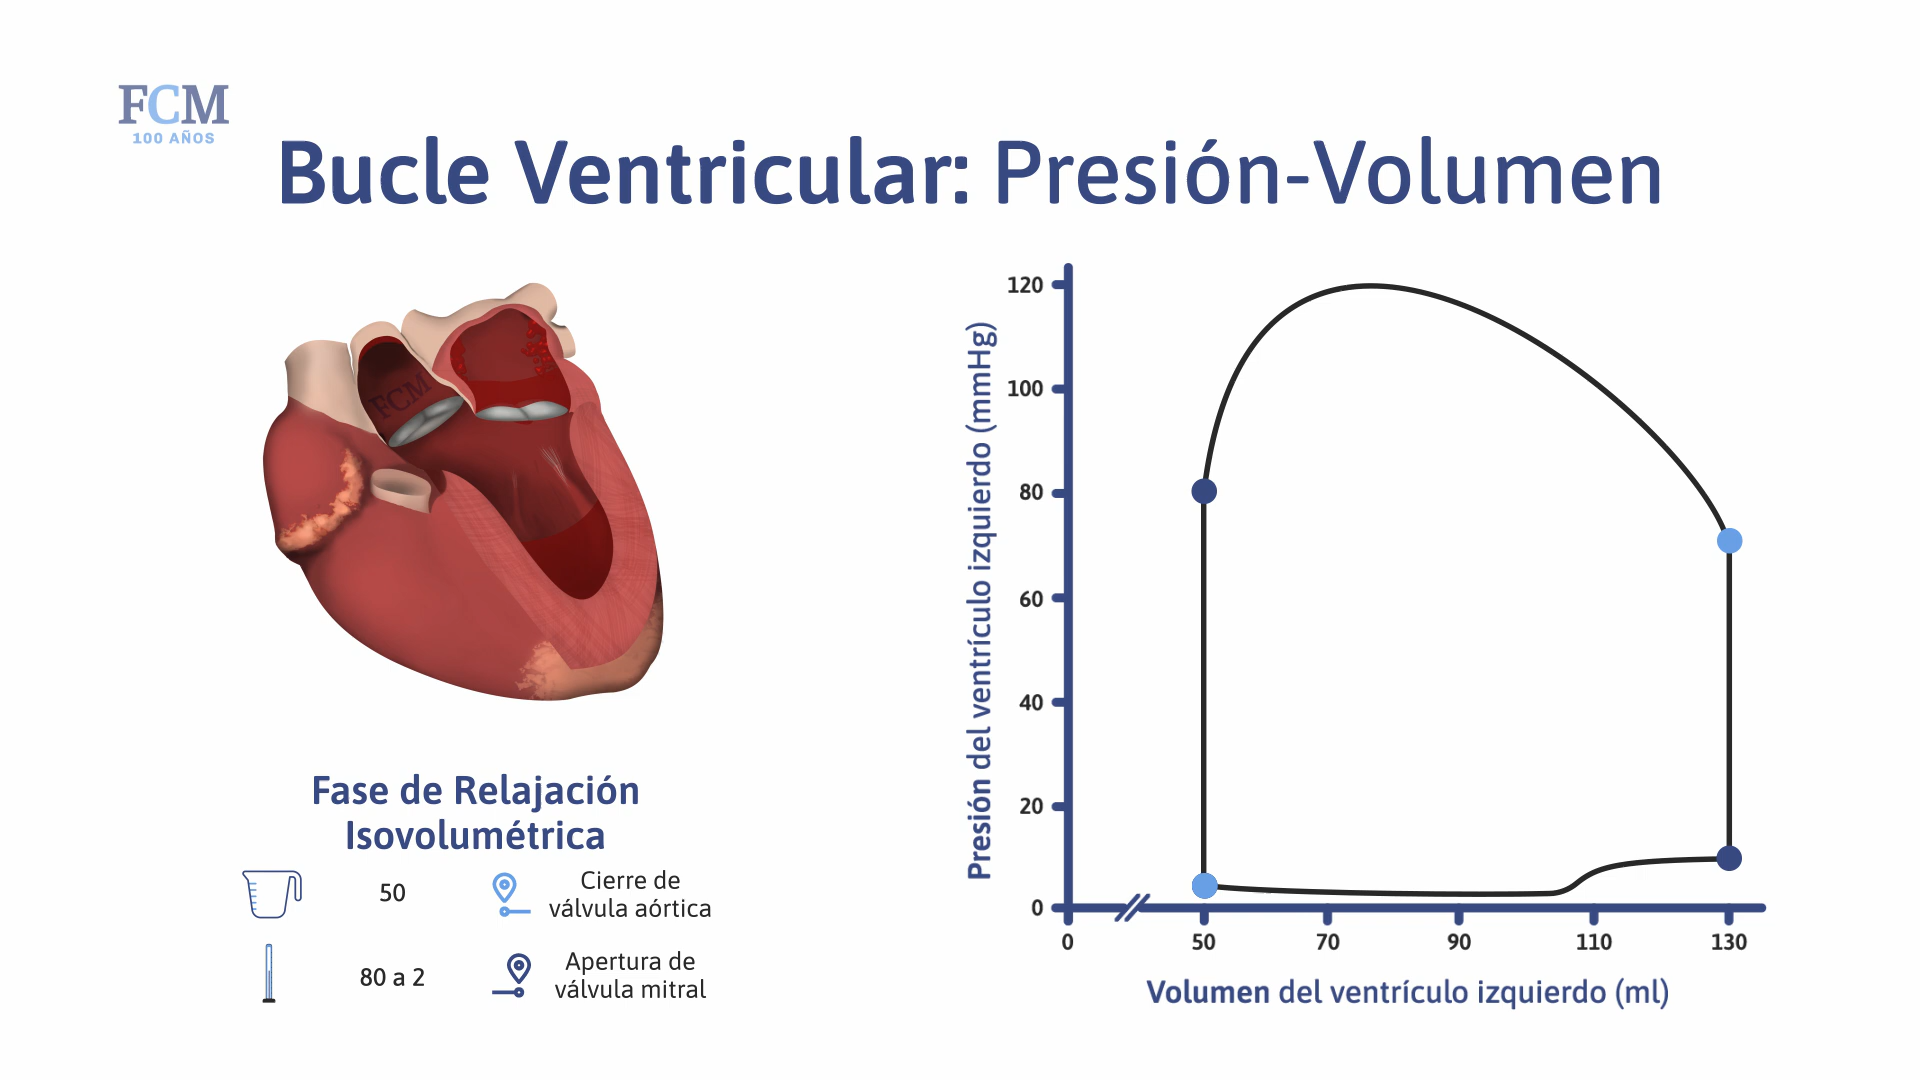 FCM
100 AÑOS
Bucle Ventricular: Presión-Volumen
FCM
Fase de Relajación
Isovolumétrica
50
Cierre de
válvula aórtica
80 a 2
Apertura de
válvula mitral
Presión del ventrículo izquierdo (mmHg)
120
100
80
60
40
20
0
0
50
70
90
110
130
Volumen del ventrículo izquierdo (ml)